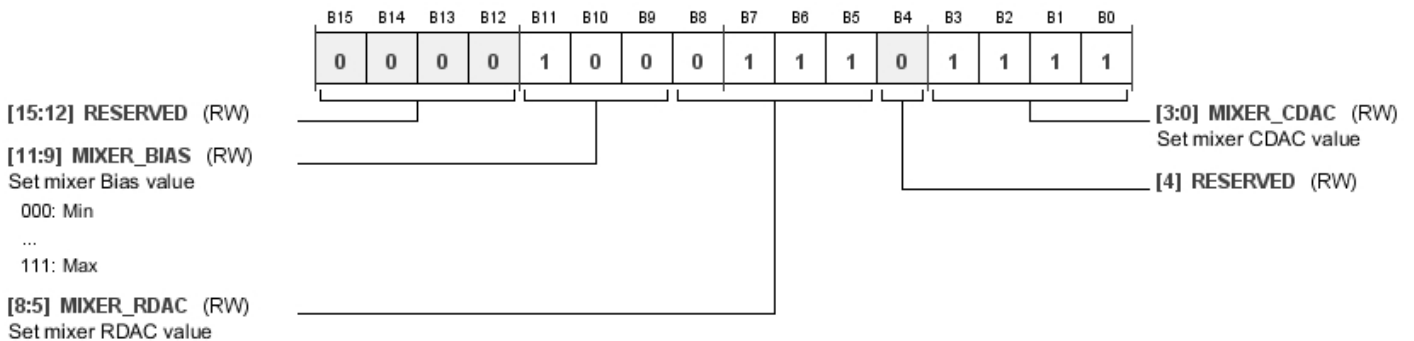 B15 B14 B13 B12 B11 B10 B9 B8 B7 B6 B5 B4 B3 B2 B1 B0
0 0 0 0 1 0 0 0 1 1 1 0 1 1 1 1
[15:12] RESERVED (RW)
[3:0] MIXER_CDAC (RW)
Set mixer CDAC value
[11:9] MIXER_BIAS (RW)
Set mixer Bias value
[4] RESERVED (RW)
000: Min
...
111: Max
[8:5] MIXER_RDAC (RW)
Set mixer RDAC value